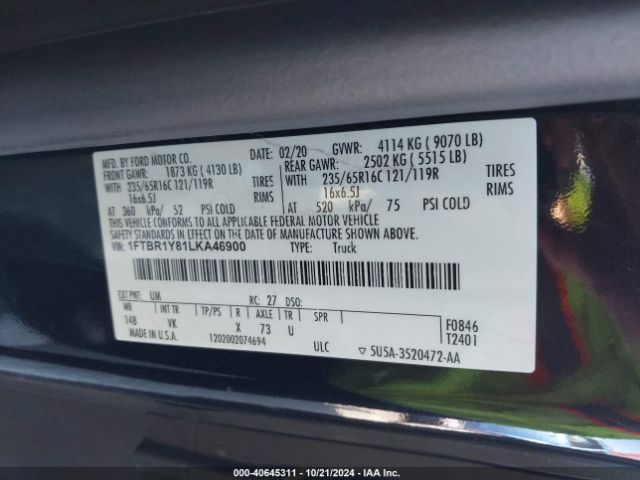 MFD. BY FORD MOTOR CO.
DATE: 02/20 GVWR: 4114 KG ( 9070 LB)
FRONT GAWR: 1873 KG ( 4130 LB)
REAR GAWR: 2502 KG ( 5515 LB)
WITH 235/65R16C 121/119R TIRES
WITH 235/65R16C 121/119R TIRES
16x6.5J RIMS
16x6.5J RIMS
AT 360 kPa/ 52 PSI COLD
AT 520 kPa/ 75 PSI COLD
THIS VEHICLE CONFORMS TO ALL APPLICABLE FEDERAL MOTOR VEHICLE
SAFETY STANDARDS IN EFFECT ON THE DATE OF MANUFACTURE SHOWN ABOVE.
VIN: 1FTBR1Y81LKA46900 TYPE: Truck
EXT PNT: UM RC: 27 DSO:
WB INT TR TP/PS R AXLE TR SPR
148 VK X 73 U
F0846
T2401
MADE IN U.S.A. 1202002074694 ULC ▽ 5U5A-3520472-AA
000-40645311 - 10/21/2024 - IAA Inc.